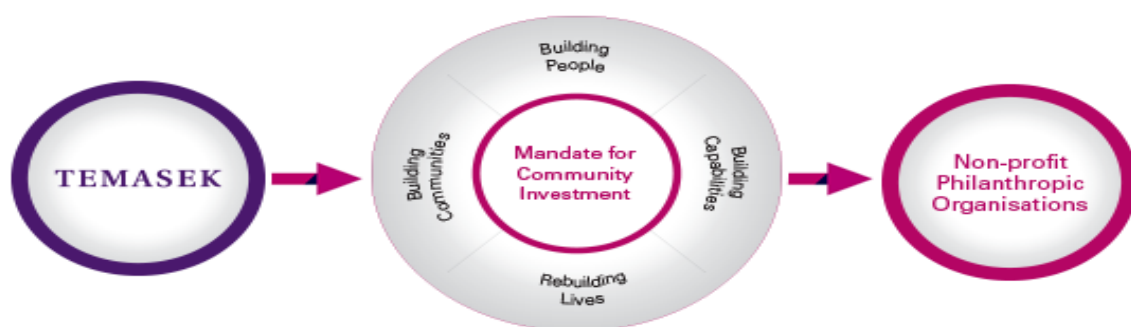 TEMASEK
Building
People
Building
Communities
Mandate for
Community
Investment
Building
Capabilities
Rebuilding
Lives
Non-profit
Philanthropic
Organisations